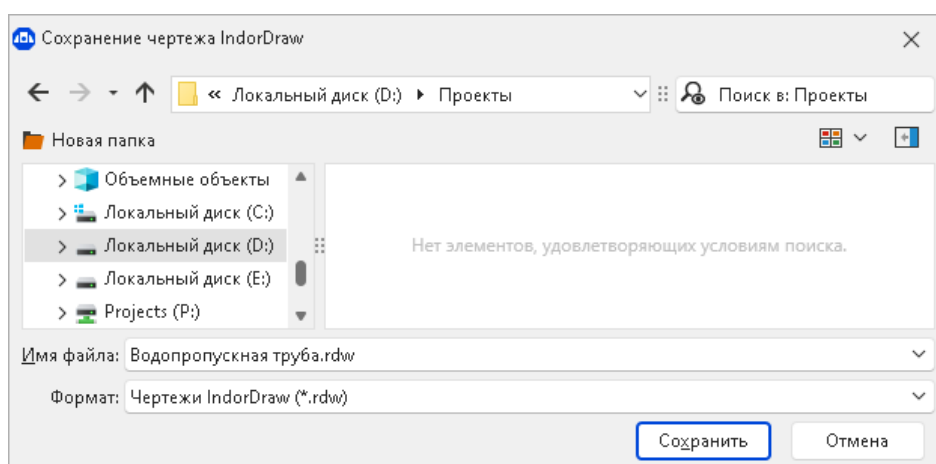 Сохранение чертежа IndorDraw
« Локальный диск (D:) Проекты
Поиск в: Проекты
Новая папка
Объемные объекты
Локальный диск (C:)
Локальный диск (D:)
Локальный диск (E:)
Projects (P:)
Нет элементов, удовлетворяющих условиям поиска.
Имя файла: Водопропускная труба.rdw
Формат: Чертежи IndorDraw (*.rdw)
Сохранить Отмена